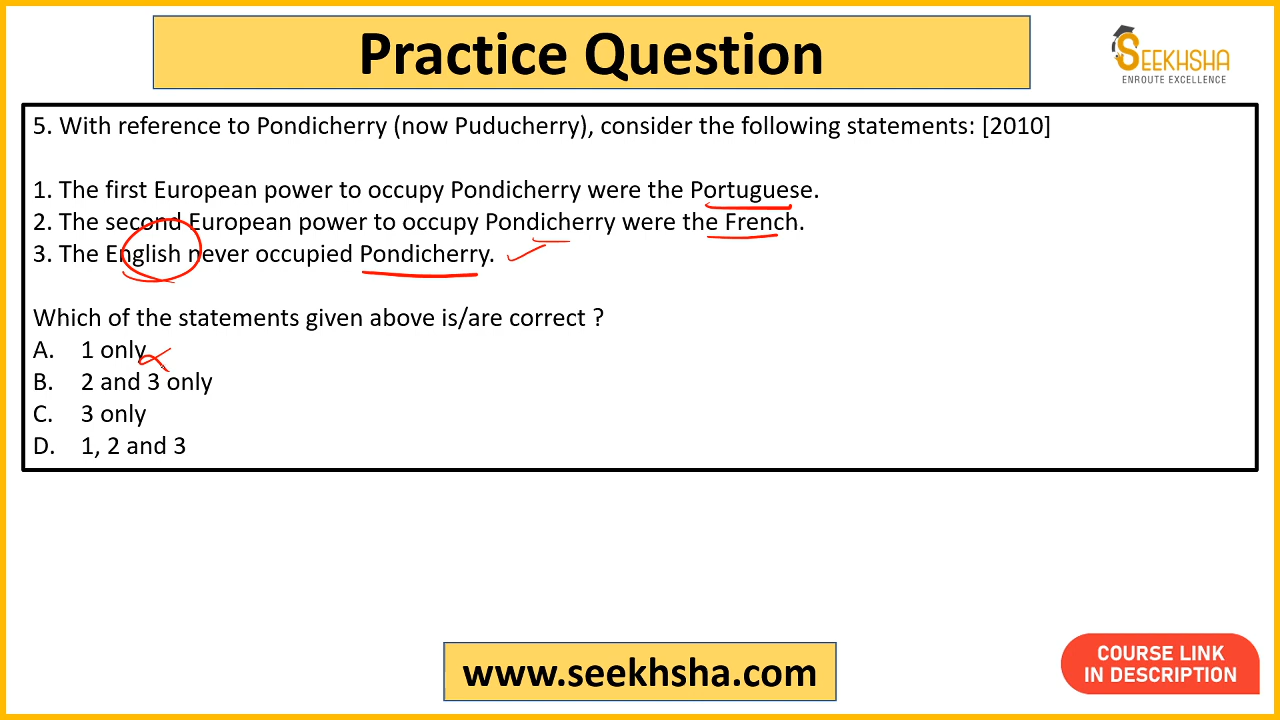 Practice Question
SEEKHSHA
ENROUTE EXCELLENCE
5. With reference to Pondicherry (now Puducherry), consider the following statements: [2010]
1. The first European power to occupy Pondicherry were the Portuguese.
2. The second European power to occupy Pondicherry were the French.
3. The English never occupied Pondicherry.
Which of the statements given above is/are correct ?
A. 1 only
B. 2 and 3 only
C. 3 only
D. 1, 2 and 3
www.seekhsha.com
COURSE LINK
IN DESCRIPTION